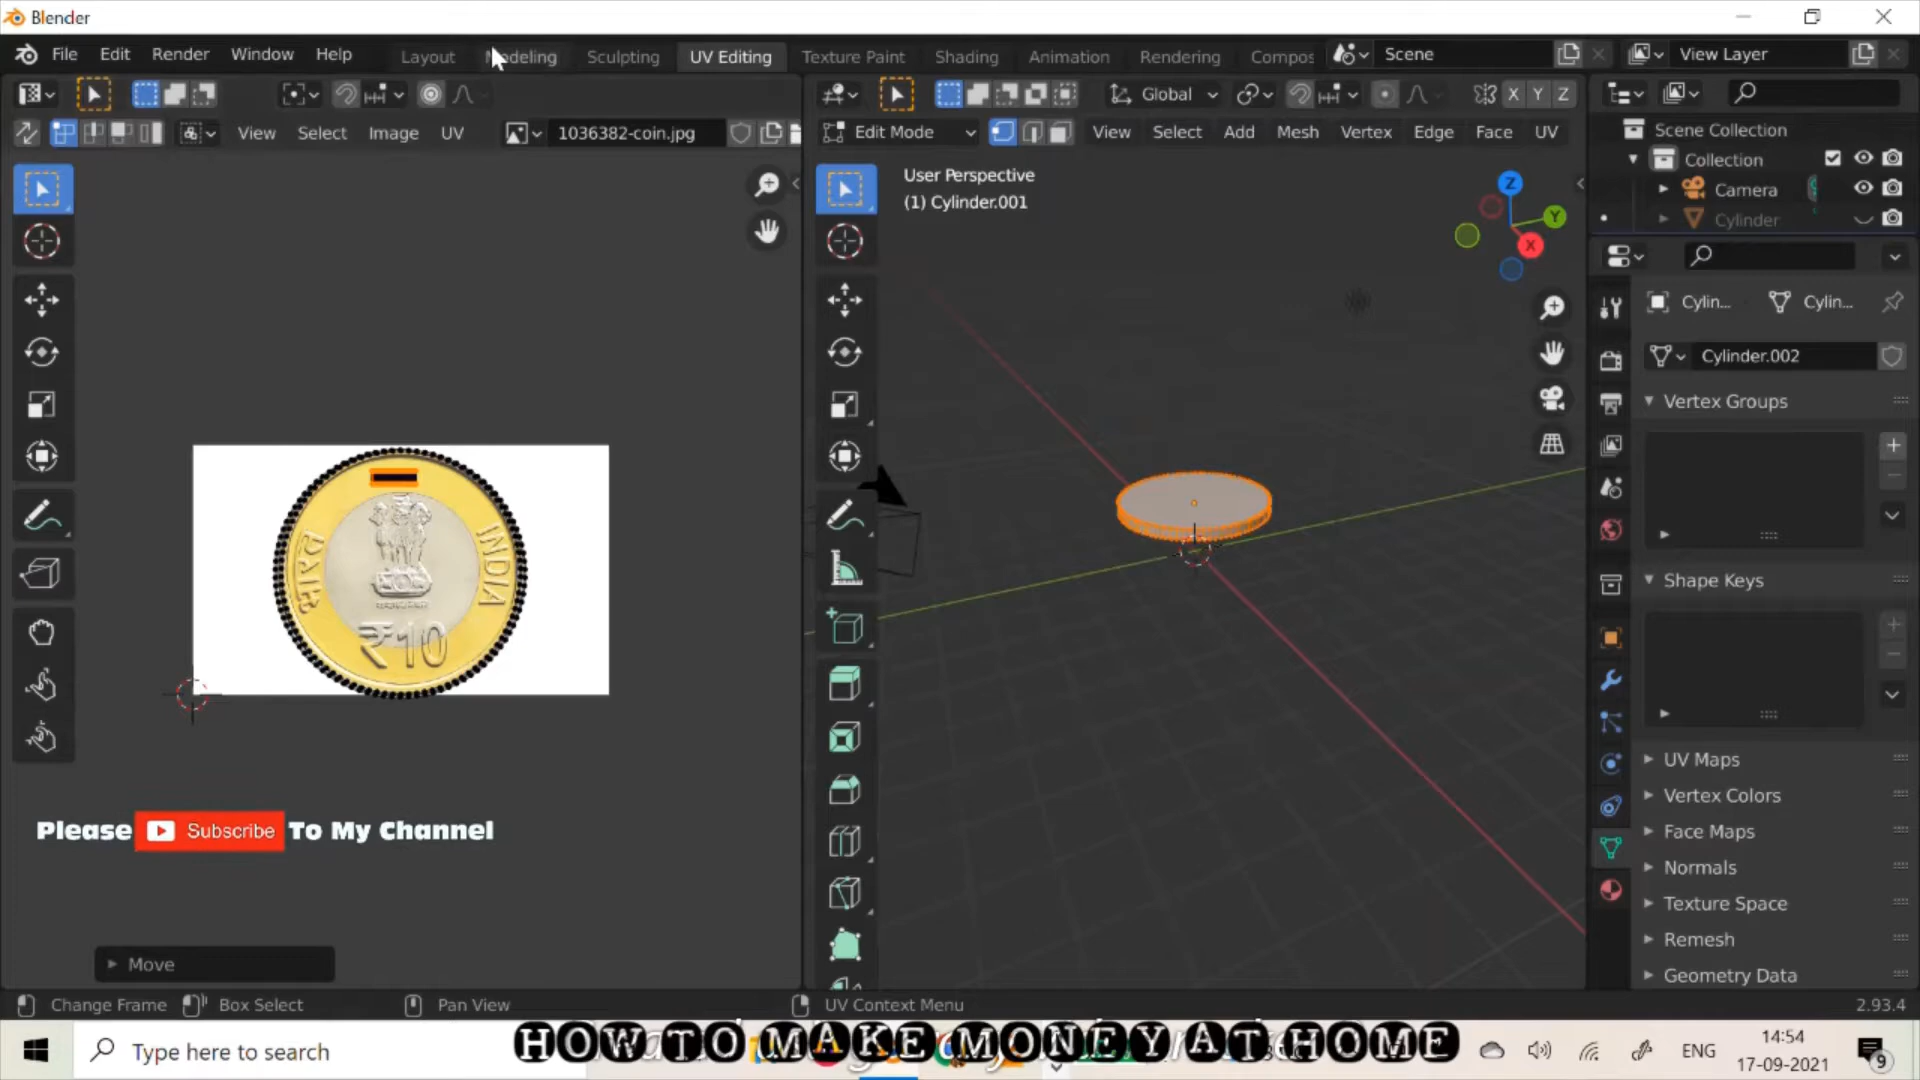 Blender
File Edit Render Window Help Layout Modeling Sculpting UV Editing Texture Paint Shading Animation Rendering Compos Scene View Layer
Global X Y Z
View Select Image UV 1036382-coin.jpg Edit Mode View Select Add Mesh Vertex Edge Face UV
Scene Collection
Collection
Camera
Cylinder
User Perspective
(1) Cylinder.001
Z
Y
X
Cylin... Cylin...
Cylinder.002
Vertex Groups
Shape Keys
INDIA
₹10
UV Maps
Vertex Colors
Face Maps
Normals
Texture Space
Remesh
Geometry Data
Please Subscribe To My Channel
Move
Change Frame Box Select Pan View UV Context Menu 2.93.4
Type here to search
HOW TO MAKE MONEY AT HOME
ENG
14:54
17-09-2021
9